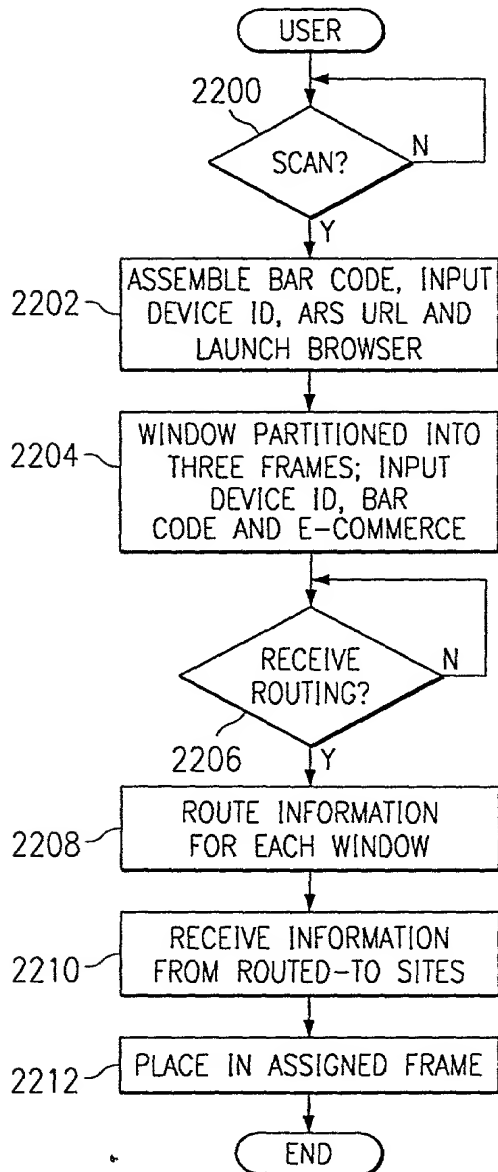 USER
2200
SCAN?
N
Y
2202
ASSEMBLE BAR CODE, INPUT
DEVICE ID, ARS URL AND
LAUNCH BROWSER
2204
WINDOW PARTITIONED INTO
THREE FRAMES; INPUT
DEVICE ID, BAR
CODE AND E-COMMERCE
RECEIVE
ROUTING?
N
2206
Y
2208
ROUTE INFORMATION
FOR EACH WINDOW
2210
RECEIVE INFORMATION
FROM ROUTED-TO SITES
2212
PLACE IN ASSIGNED FRAME
END